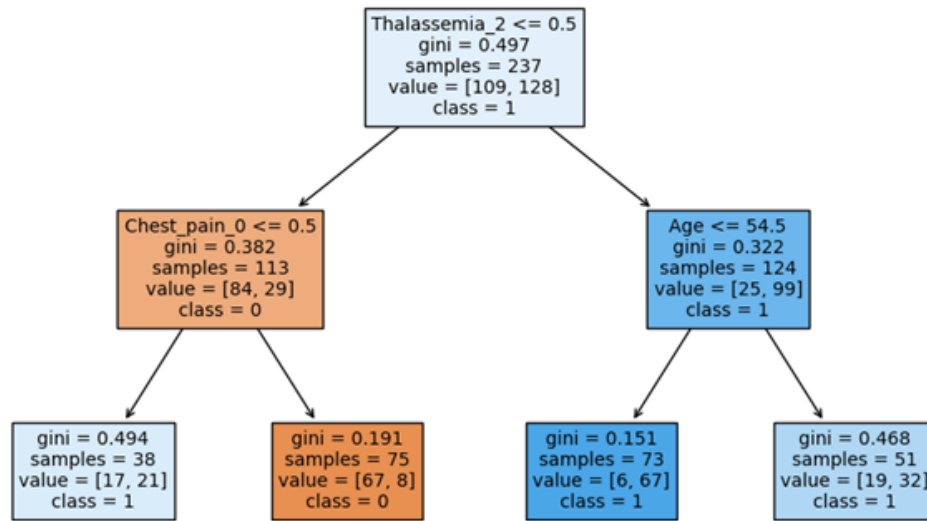 Thalassemia_2 <= 0.5
gini = 0.497
samples = 237
value = [109, 128]
class = 1
Chest_pain_0 <= 0.5
gini = 0.382
samples = 113
value = [84, 29]
class = 0
Age <= 54.5
gini = 0.322
samples = 124
value = [25, 99]
class = 1
gini = 0.494
samples = 38
value = [17, 21]
class = 1
gini = 0.191
samples = 75
value = [67, 8]
class = 0
gini = 0.151
samples = 73
value = [6, 67]
class = 1
gini = 0.468
samples = 51
value = [19, 32]
class = 1